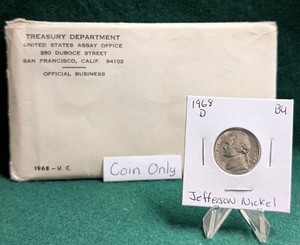 TREASURY DEPARTMENT
UNITED STATES ASSAY OFFICE
350 DUBOCE STREET
SAN FRANCISCO, CALIF. 94102
OFFICIAL BUSINESS
1968 - U.C.
Coin Only
1968
D
BU
Jefferson Nickel